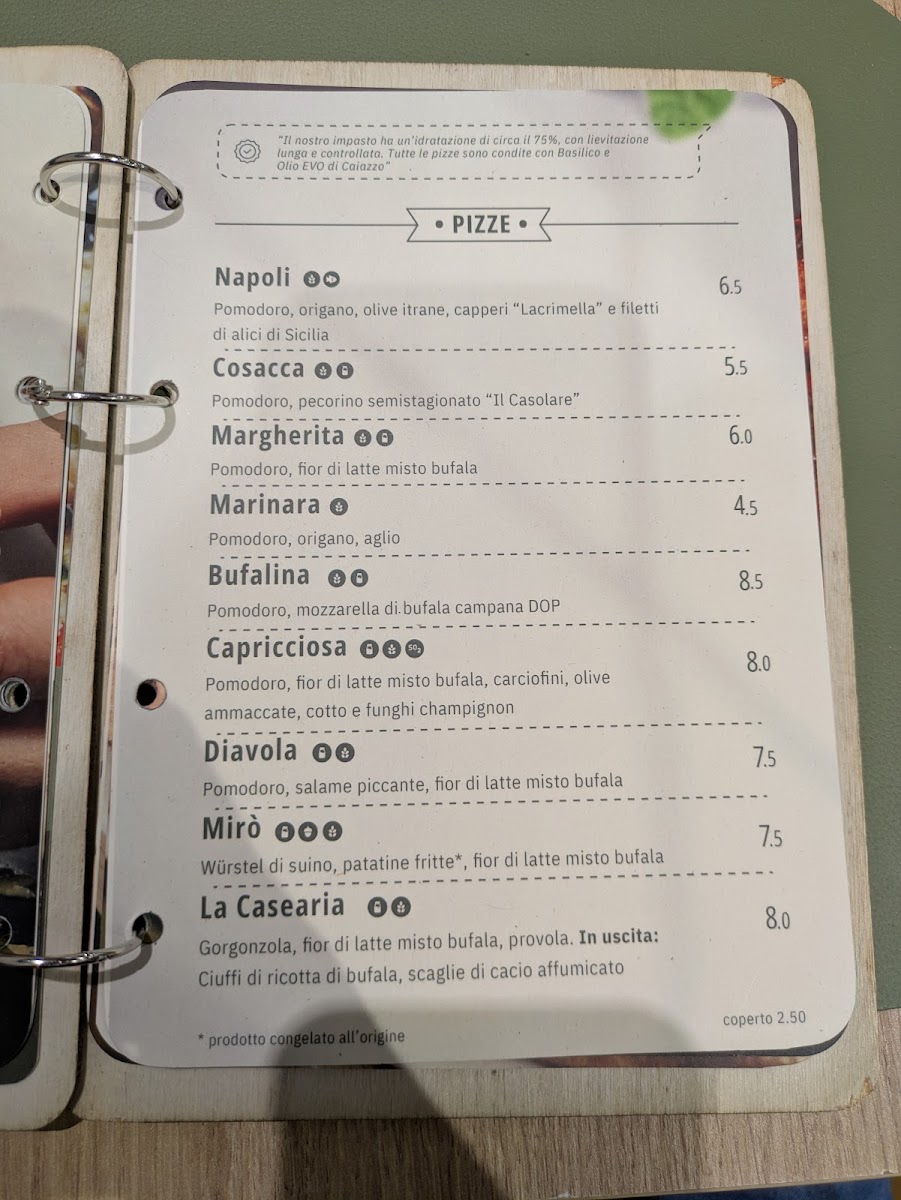 "Il nostro impasto ha un'idratazione di circa il 75%, con lievitazione
lunga e controllata. Tutte le pizze sono condite con Basilico e
Olio EVO di Caiazzo"
• PIZZE •
Napoli 6.5
Pomodoro, origano, olive itrane, capperi “Lacrimella” e filetti
di alici di Sicilia
Cosacca 5.5
Pomodoro, pecorino semistagionato “Il Casolare”
Margherita 6.0
Pomodoro, fior di latte misto bufala
Marinara 4.5
Pomodoro, origano, aglio
Bufalina 8.5
Pomodoro, mozzarella di bufala campana DOP
Capricciosa SO₂ 8.0
Pomodoro, fior di latte misto bufala, carciofini, olive
ammaccate, cotto e funghi champignon
Diavola 7.5
Pomodoro, salame piccante, fior di latte misto bufala
Mirò 7.5
Würstel di suino, patatine fritte*, fior di latte misto bufala
La Casearia 8.0
Gorgonzola, fior di latte misto bufala, provola. In uscita:
Ciuffi di ricotta di bufala, scaglie di cacio affumicato
coperto 2.50
* prodotto congelato all'origine